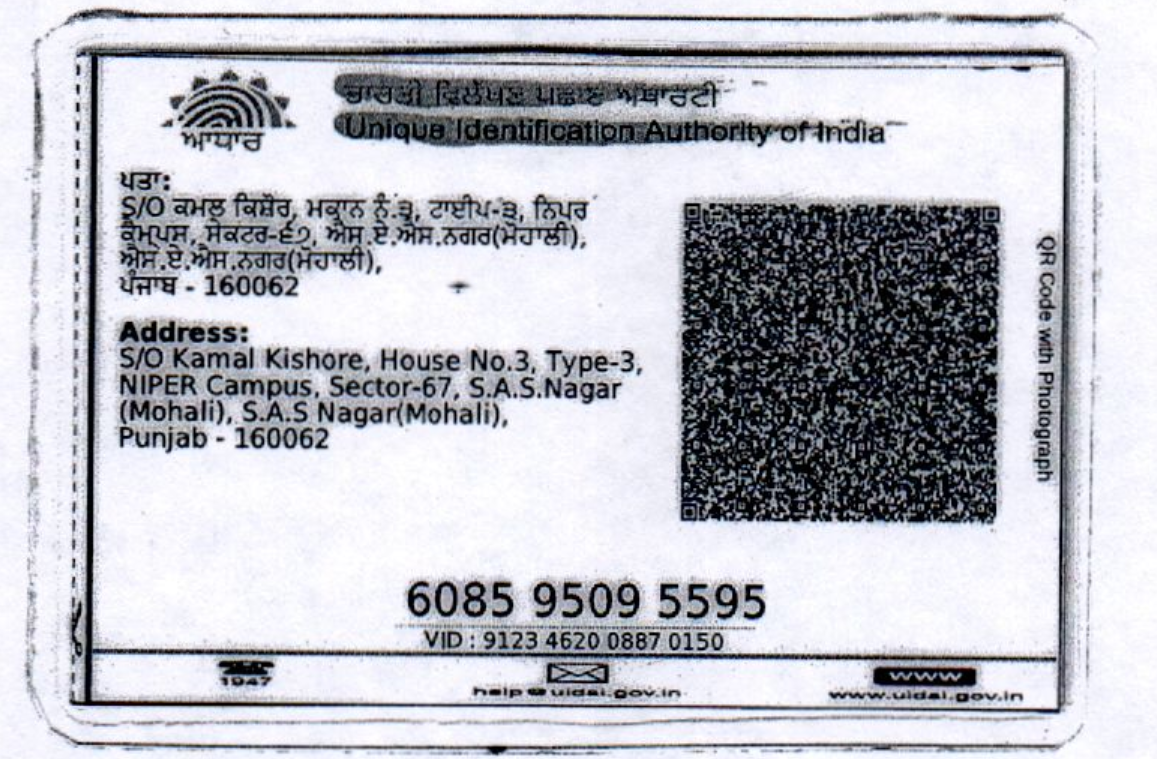 ਭਾਰਤੀ ਵਿਲੱਖਣ ਪਛਾਣ ਅਥਾਰਟੀ
Unique Identification Authority of India
ਆਧਾਰ
ਪਤਾ:
S/O ਕਮਲ ਕਿਸ਼ੌਰ, ਮਕਾਨ ਨੂੰ.੩, ਟਾਈਪ-੩, ਨਿਪਰ
ਕੈਮ੍ਪਸ, ਸੇਕਟਰ-੬੭, ਐਸ.ਏ.ਐਸ.ਨਗਰ(ਮੋਹਾਲੀ),
ਐਸ.ਏ.ਐਸ.ਨਗਰ(ਮੋਹਾਲੀ),
ਪੰਜਾਬ - 160062
Address:
S/O Kamal Kishore, House No.3, Type-3,
NIPER Campus, Sector-67, S.A.S.Nagar
(Mohali), S.A.S Nagar(Mohali),
Punjab - 160062
QR Code with Photograph
6085 9509 5595
VID : 9123 4620 0887 0150
1947
help@uidai.gov.in
www
www.uidai.gov.in